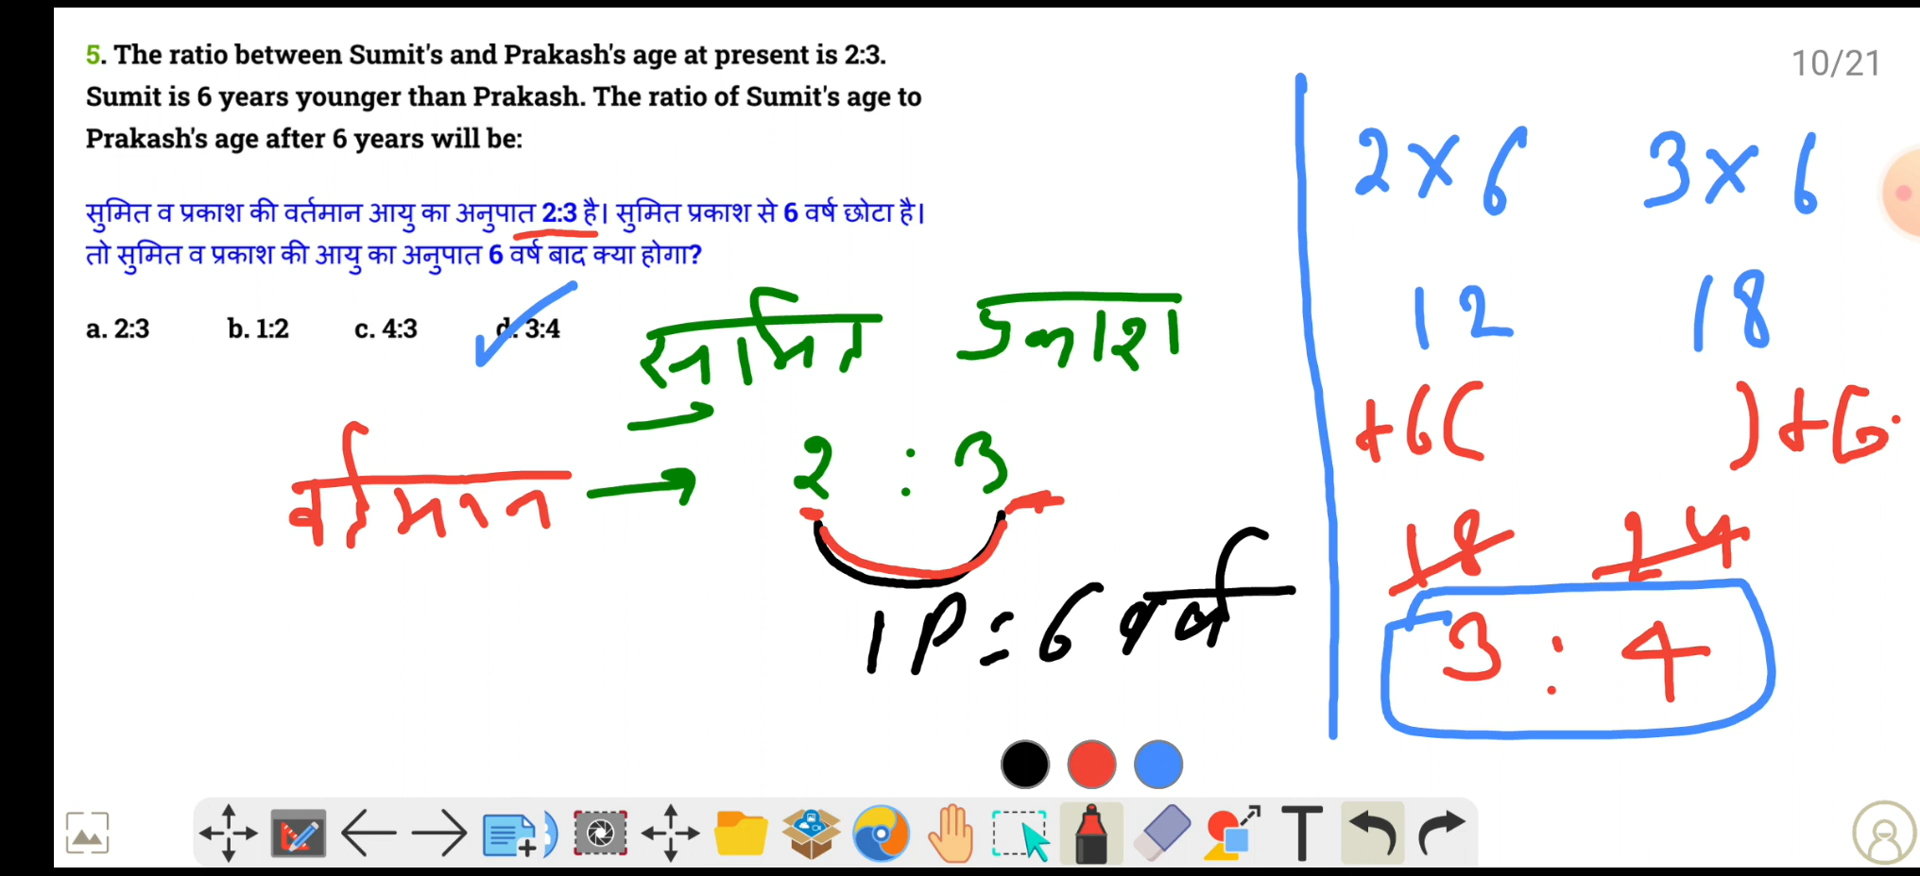 5. The ratio between Sumit's and Prakash's age at present is 2:3.
Sumit is 6 years younger than Prakash. The ratio of Sumit's age to
Prakash's age after 6 years will be:
सुमित व प्रकाश की वर्तमान आयु का अनुपात 2:3 है। सुमित प्रकाश से 6 वर्ष छोटा है।
तो सुमित व प्रकाश की आयु का अनुपात 6 वर्ष बाद क्या होगा?
a. 2:3 b. 1:2 c. 4:3 d. 3:4
सुमित प्रकाश
वर्तमान → 2 : 3
1P = 6 वर्ष
10/21
2×6 3×6
12 18
+6( )+6
18 24
3 : 4
T